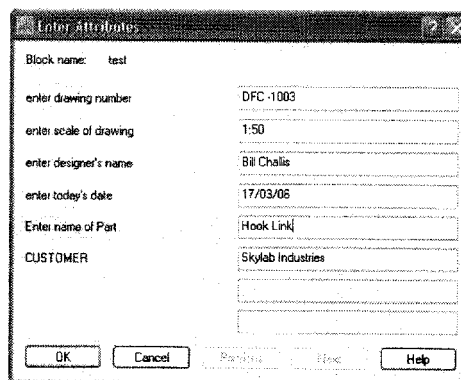 Enter Attributes
Block name: test
enter drawing number DFC -1003
enter scale of drawing 1:50
enter designer's name Bill Challis
enter today's date 17/03/06
Enter name of Part Hook Link
CUSTOMER Skylab Industries
OK Cancel Previous Next Help